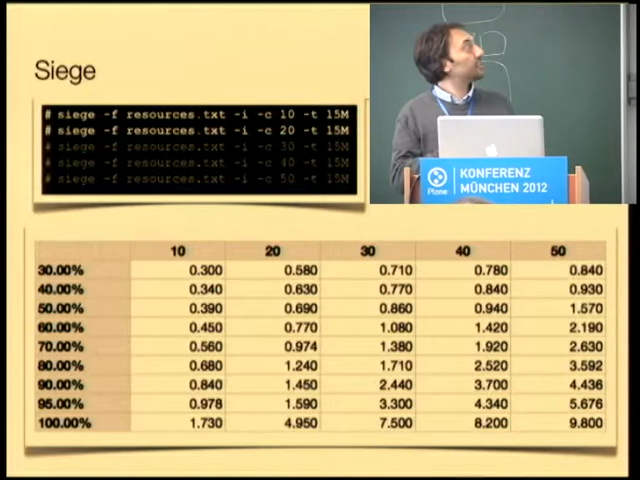 Siege
# siege -f resources.txt -i -c 10 -t 15M
# siege -f resources.txt -i -c 20 -t 15M
# siege -f resources.txt -i -c 30 -t 15M
# siege -f resources.txt -i -c 40 -t 15M
# siege -f resources.txt -i -c 50 -t 15M
Plone
KONFERENZ
MÜNCHEN 2012
10 20 30 40 50
30.00% 0.300 0.580 0.710 0.780 0.840
40.00% 0.340 0.630 0.770 0.840 0.930
50.00% 0.390 0.690 0.860 0.940 1.570
60.00% 0.450 0.770 1.080 1.420 2.190
70.00% 0.560 0.974 1.380 1.920 2.630
80.00% 0.680 1.240 1.710 2.520 3.592
90.00% 0.840 1.450 2.440 3.700 4.436
95.00% 0.978 1.590 3.300 4.340 5.676
100.00% 1.730 4.950 7.500 8.200 9.800